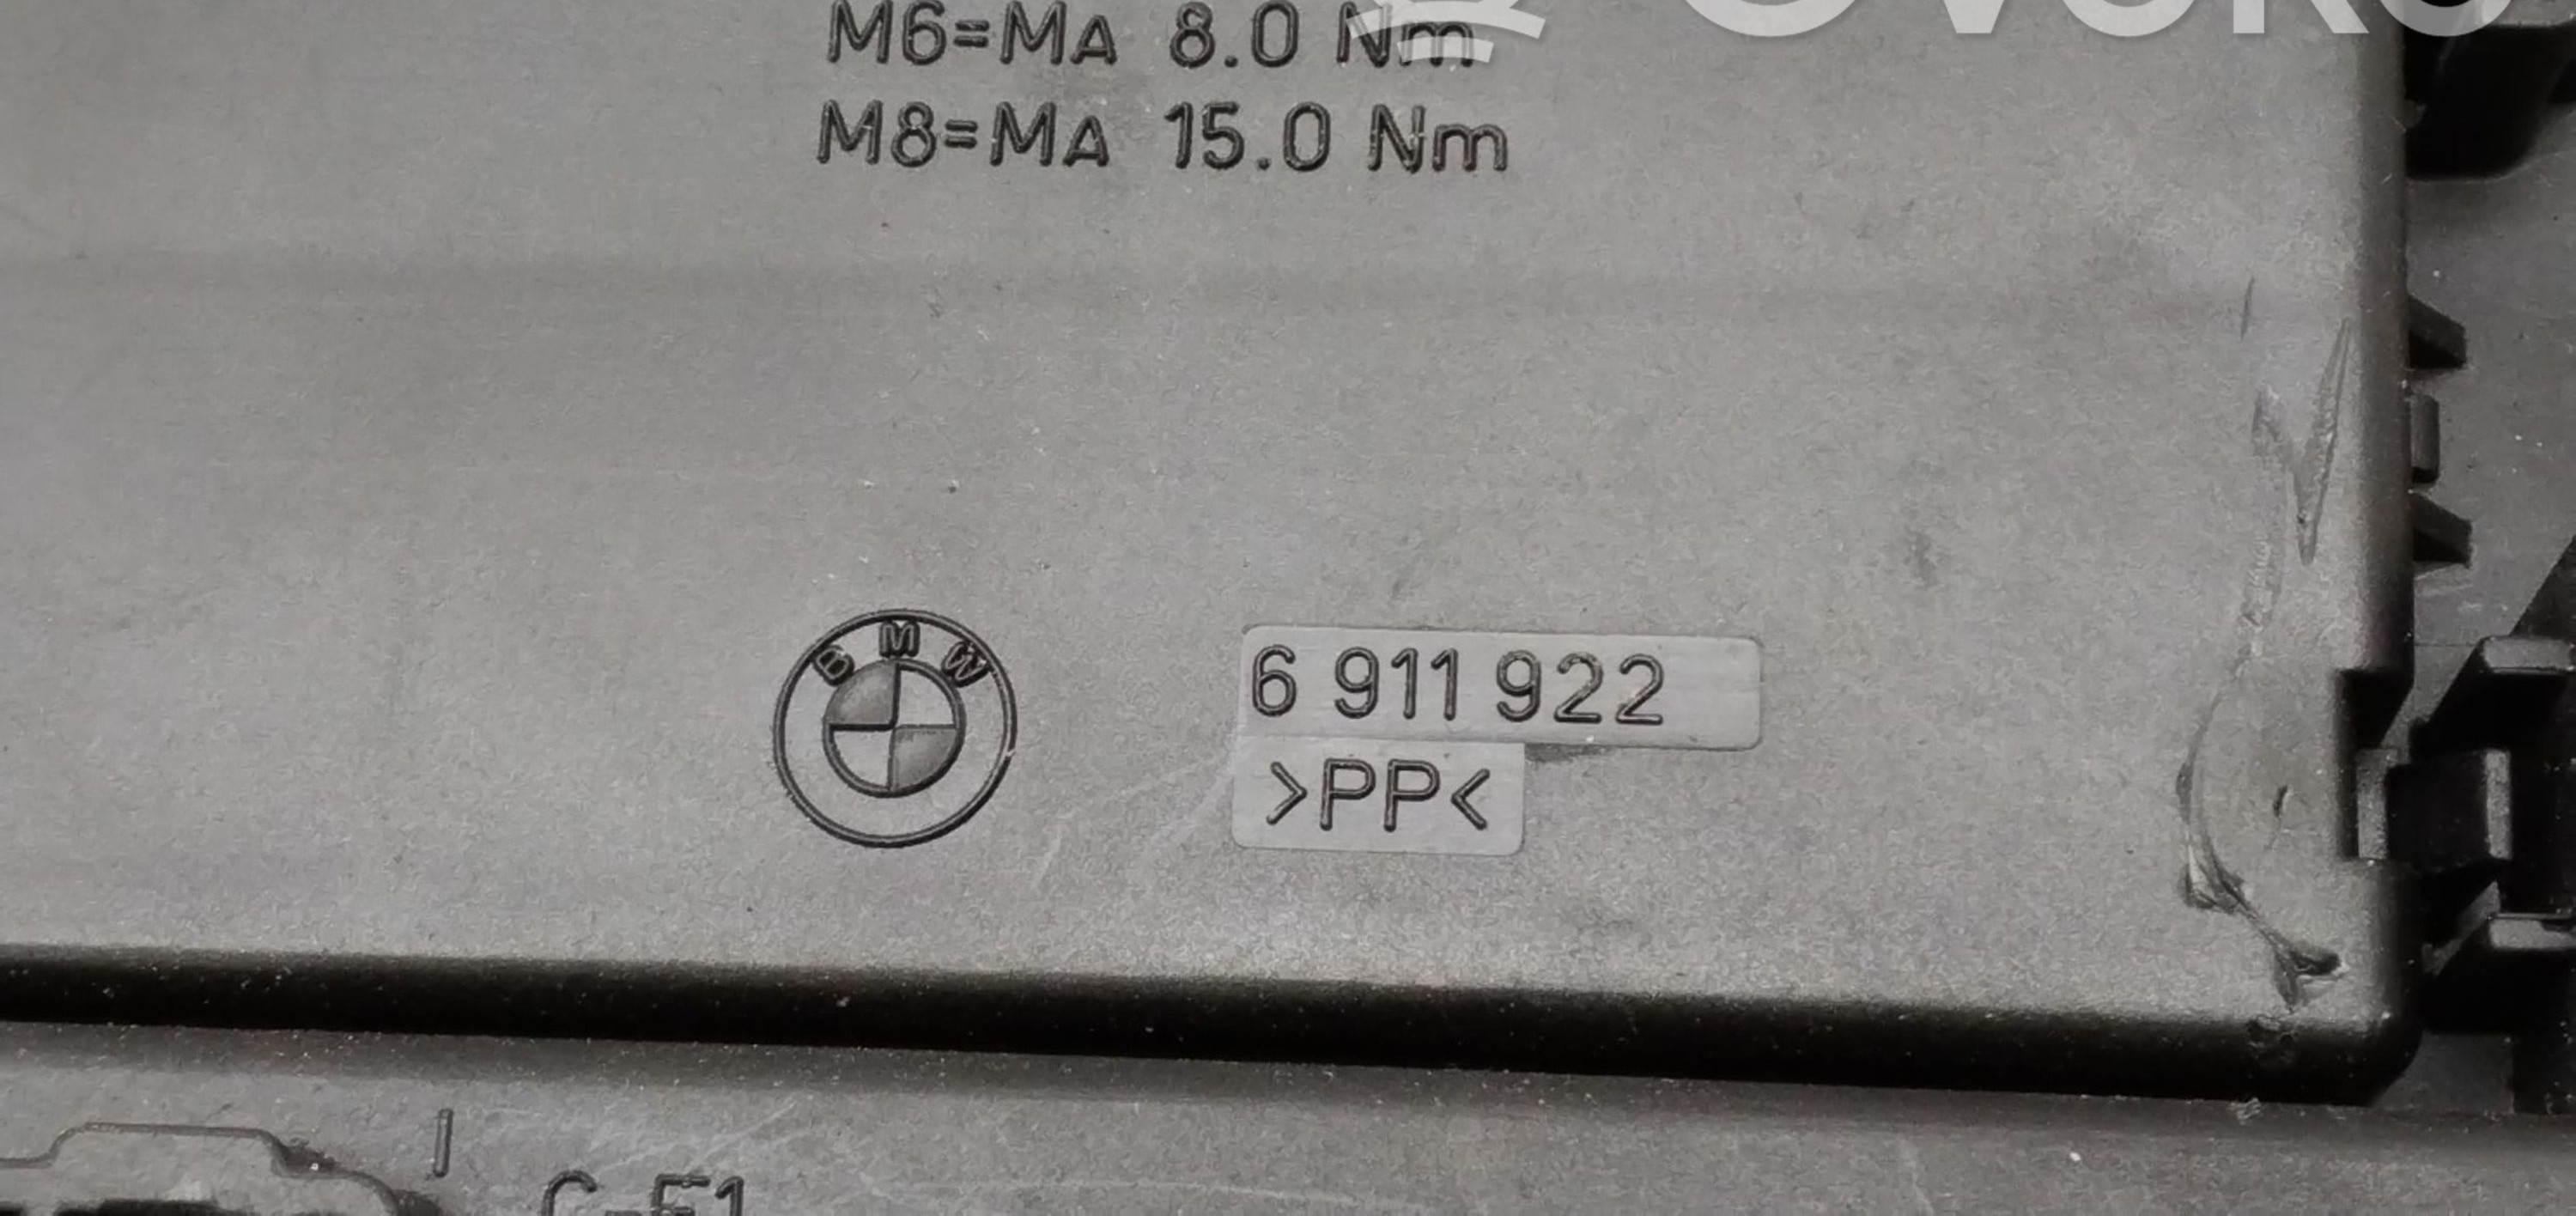 M6=MA 8.0 Nm
M8=MA 15.0 Nm
BMW
6 911 922
>PP<